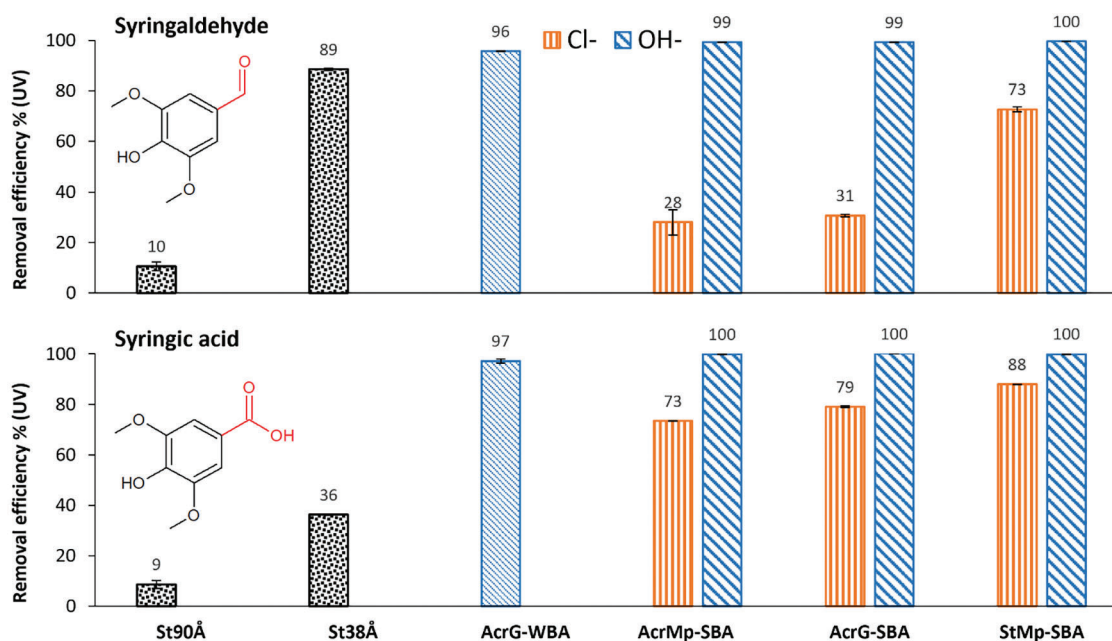 Syringaldehyde
Cl- OH-
Removal efficiency % (UV)
100
80
60
40
20
0
10
89
96
28
99
31
99
73
100
O
O
HO
O
Syringic acid
Removal efficiency % (UV)
100
80
60
40
20
0
9
36
97
73
100
79
100
88
100
O
O
OH
HO
O
St90Å St38Å AcrG-WBA AcrMp-SBA AcrG-SBA StMp-SBA